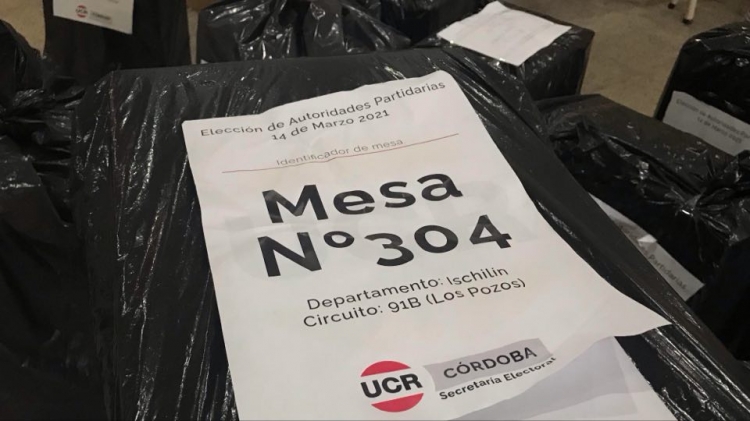 Elección de Autoridades Partidarias
14 de Marzo 2021
Identificador de mesa
Mesa
Nº304
Departamento: Ischilin
Circuito: 91B (Los Pozos)
UCR
CÓRDOBA
Secretaría Electoral